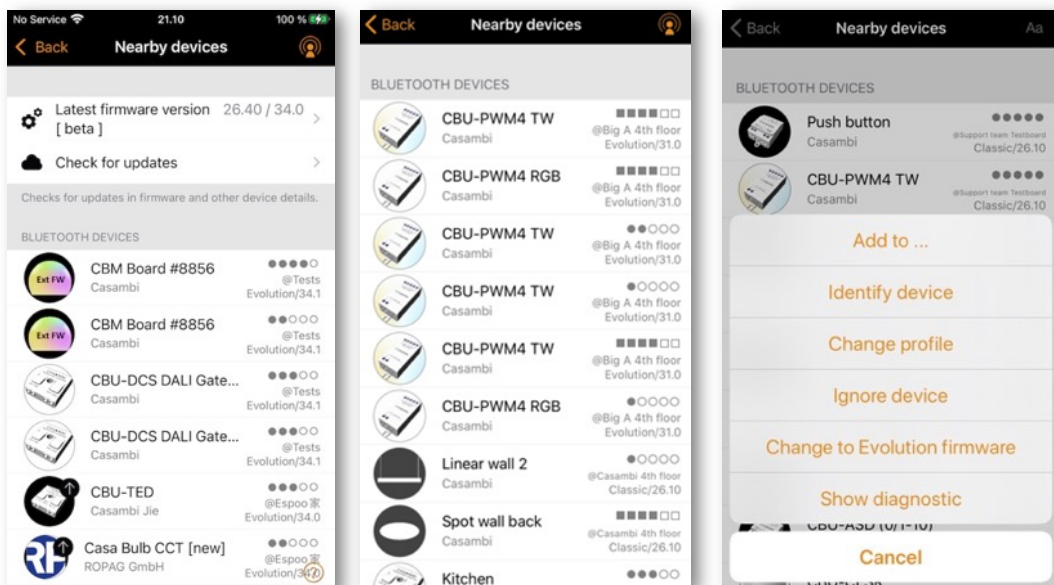 No Service 21.10 100 %
Back Nearby devices
Latest firmware version 26.40 / 34.0
[ beta ]
Check for updates
Checks for updates in firmware and other device details.
BLUETOOTH DEVICES
Ext FW
CBM Board #8856
Casambi
@Tests
Evolution/34.1
Ext FW
CBM Board #8856
Casambi
@Tests
Evolution/34.1
CBU-DCS DALI Gate...
Casambi
@Tests
Evolution/34.1
CBU-DCS DALI Gate...
Casambi
@Tests
Evolution/34.1
CBU-TED
Casambi Jie
@Espoo家
Evolution/34.0
Casa Bulb CCT [new]
ROPAG GmbH
@Espoo家
Back Nearby devices
BLUETOOTH DEVICES
CBU-PWM4 TW
Casambi
@Big A 4th floor
Evolution/31.0
CBU-PWM4 RGB
Casambi
@Big A 4th floor
Evolution/31.0
CBU-PWM4 TW
Casambi
@Big A 4th floor
Evolution/31.0
CBU-PWM4 TW
Casambi
@Big A 4th floor
Evolution/31.0
CBU-PWM4 TW
Casambi
@Big A 4th floor
Evolution/31.0
CBU-PWM4 RGB
Casambi
@Big A 4th floor
Evolution/31.0
Linear wall 2
Casambi
@Casambi 4th floor
Classic/26.10
Spot wall back
Casambi
@Casambi 4th floor
Classic/26.10
Kitchen
Back Nearby devices Aa
BLUETOOTH DEVICES
Push button
Casambi
@Support team Testboard
Classic/26.10
CBU-PWM4 TW
Casambi
@Support team Testboard
Classic/26.10
Add to ...
Identify device
Change profile
Ignore device
Change to Evolution firmware
Show diagnostic
CBU-ASD (0/1-10)
Cancel